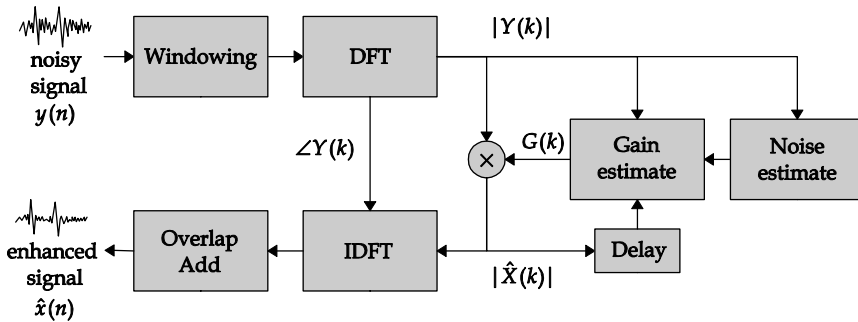 noisy
signal
y(n)
Windowing
DFT
|Y(k)|
∠Y(k)
×
G(k)
Gain
estimate
Noise
estimate
enhanced
signal
x̂(n)
Overlap
Add
IDFT
|X̂(k)|
Delay